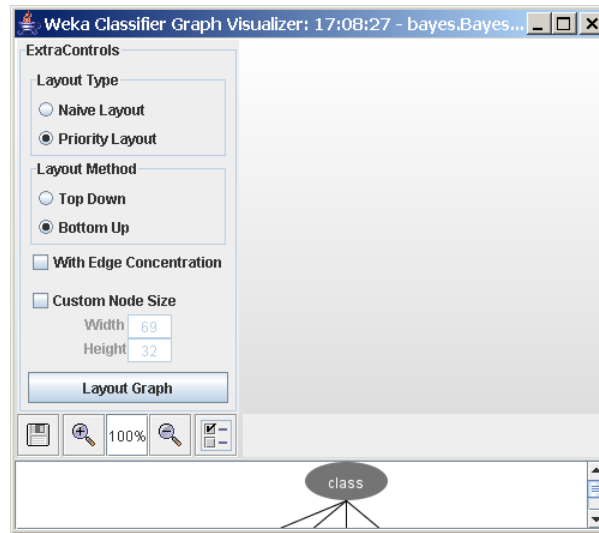 Weka Classifier Graph Visualizer: 17:08:27 - bayes.Bayes...
ExtraControls
Layout Type
Naive Layout
Priority Layout
Layout Method
Top Down
Bottom Up
With Edge Concentration
Custom Node Size
Width 69
Height 32
Layout Graph
100%
class